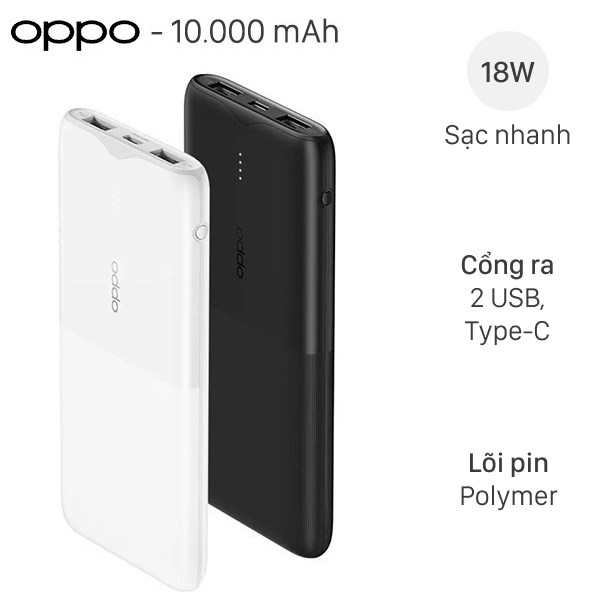 oppo - 10.000 mAh
18W
Sạc nhanh
Cổng ra
2 USB,
Type-C
Lõi pin
Polymer
oppo
oppo